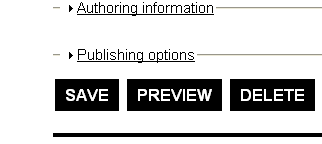 Authoring information
Publishing options
SAVE PREVIEW DELETE